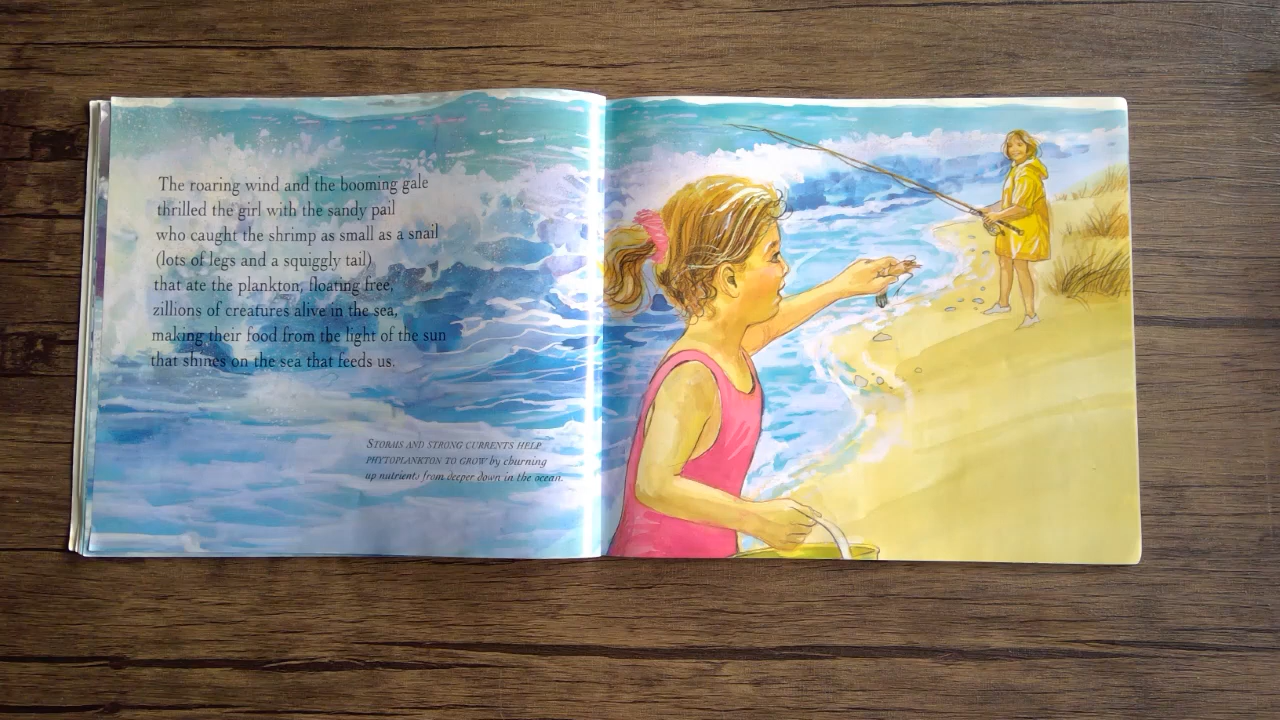 The roaring wind and the booming gale
thrilled the girl with the sandy pail
who caught the shrimp as small as a snail
(lots of legs and a squiggly tail)
that ate the plankton, floating free,
zillions of creatures alive in the sea,
making their food from the light of the sun
that shines on the sea that feeds us.
STORMS AND STRONG CURRENTS HELP
PHYTOPLANKTON TO GROW by churning
up nutrients from deeper down in the ocean.